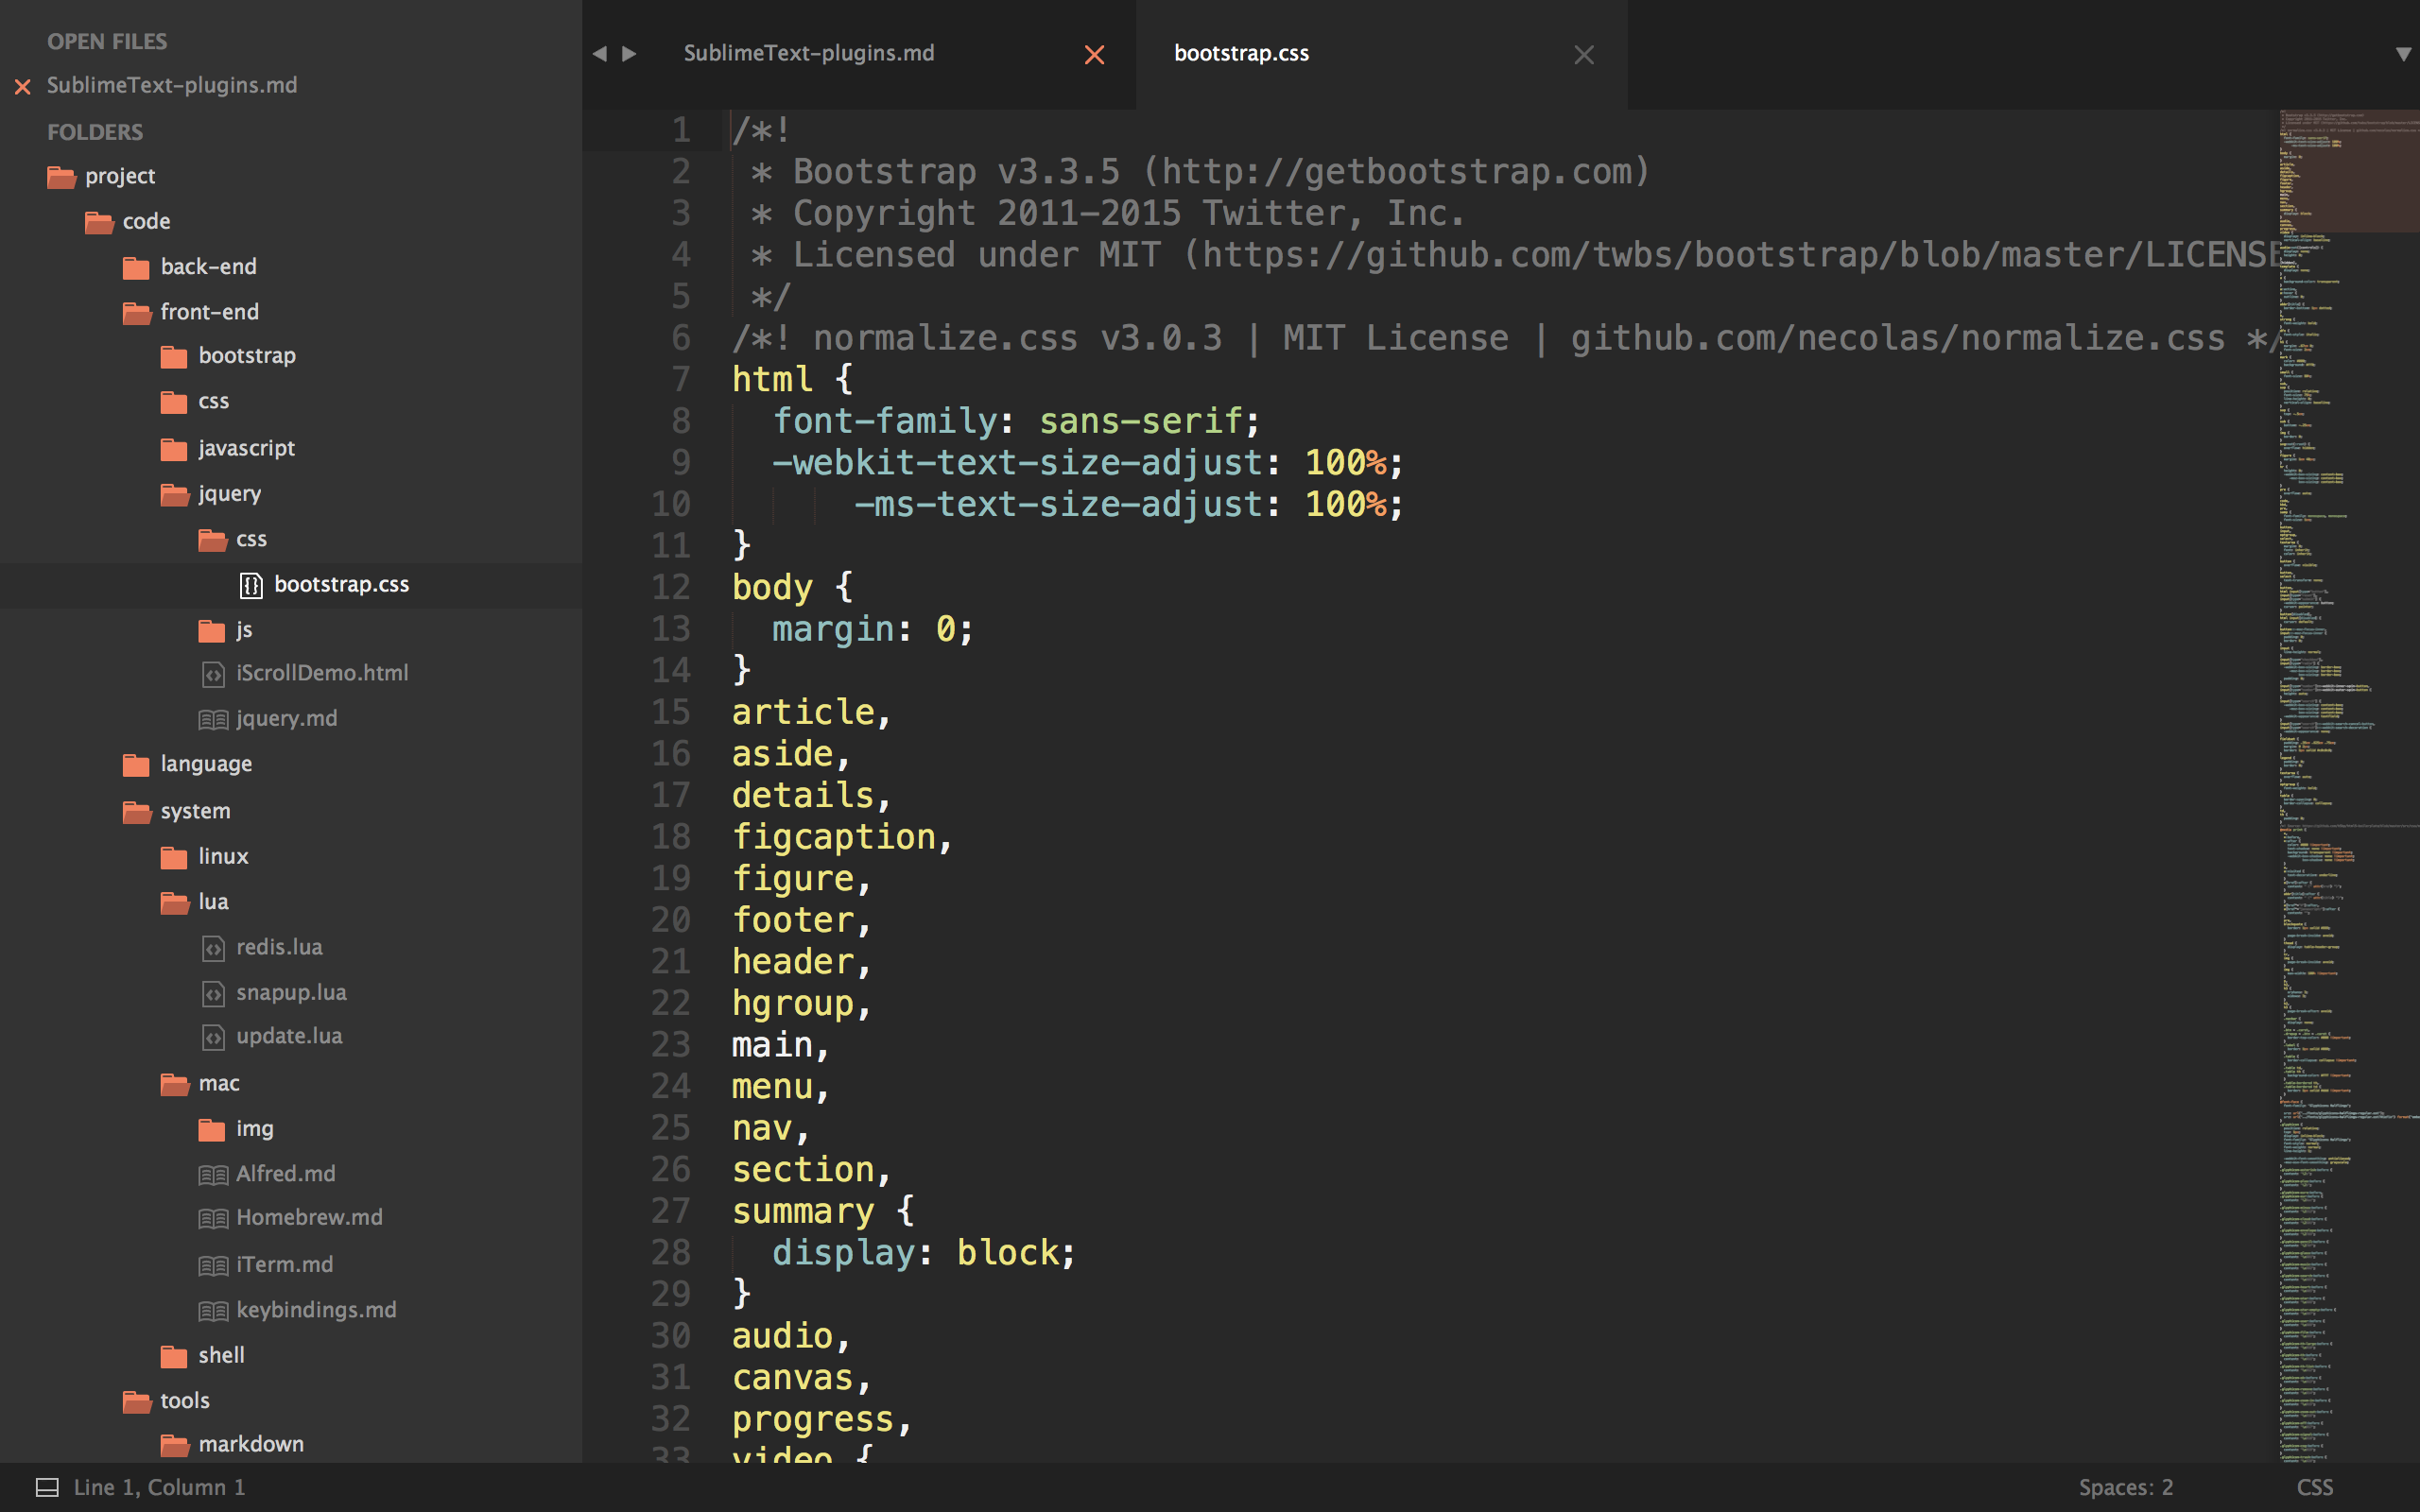 OPEN FILES
SublimeText-plugins.md
FOLDERS
project
code
back-end
front-end
bootstrap
css
javascript
jquery
css
bootstrap.css
js
iScrollDemo.html
jquery.md
language
system
linux
lua
redis.lua
snapup.lua
update.lua
mac
img
Alfred.md
Homebrew.md
iTerm.md
keybindings.md
shell
tools
markdown
SublimeText-plugins.md
bootstrap.css
1 /*!
2  * Bootstrap v3.3.5 (http://getbootstrap.com)
3  * Copyright 2011-2015 Twitter, Inc.
4  * Licensed under MIT (https://github.com/twbs/bootstrap/blob/master/LICENSE
5  */
6 /*! normalize.css v3.0.3 | MIT License | github.com/necolas/normalize.css */
7 html {
8   font-family: sans-serif;
9   -webkit-text-size-adjust: 100%;
10       -ms-text-size-adjust: 100%;
11 }
12 body {
13   margin: 0;
14 }
15 article,
16 aside,
17 details,
18 figcaption,
19 figure,
20 footer,
21 header,
22 hgroup,
23 main,
24 menu,
25 nav,
26 section,
27 summary {
28   display: block;
29 }
30 audio,
31 canvas,
32 progress,
33 video {
Line 1, Column 1
Spaces: 2
CSS